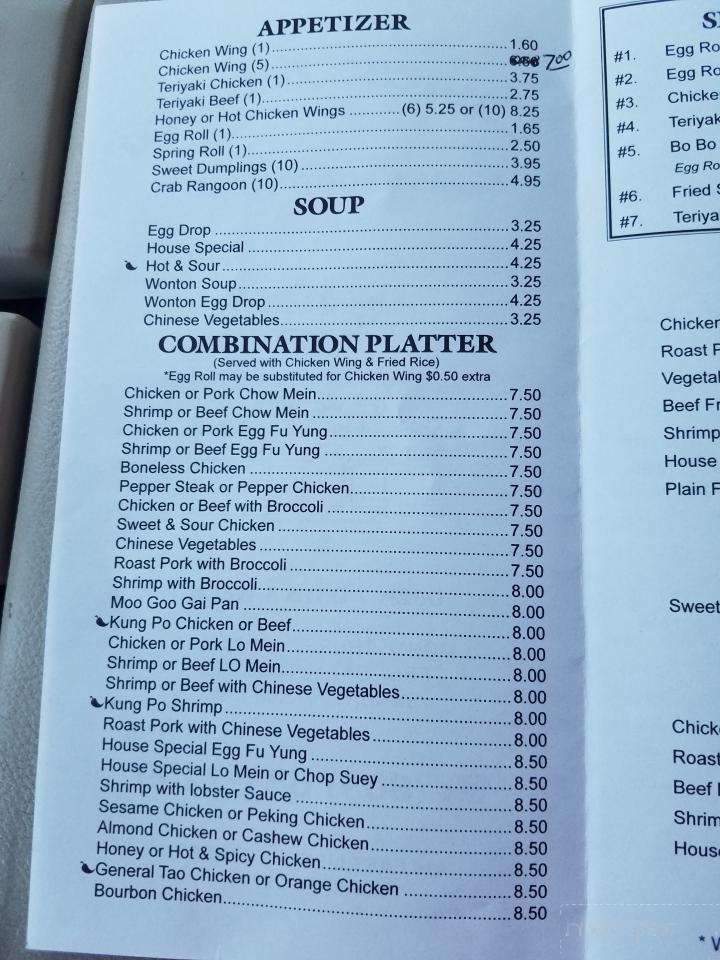 APPETIZER
Chicken Wing (1)........1.60
Chicken Wing (5)........ 7.00
Teriyaki Chicken (1)........3.75
Teriyaki Beef (1)........2.75
Honey or Hot Chicken Wings ...........(6) 5.25 or (10) 8.25
Egg Roll (1)........1.65
Spring Roll (1)........2.50
Sweet Dumplings (10)........3.95
Crab Rangoon (10)........4.95
SOUP
Egg Drop ........3.25
House Special ........4.25
Hot & Sour........4.25
Wonton Soup........3.25
Wonton Egg Drop........4.25
Chinese Vegetables........3.25
COMBINATION PLATTER
(Served with Chicken Wing & Fried Rice)
*Egg Roll may be substituted for Chicken Wing $0.50 extra
Chicken or Pork Chow Mein........7.50
Shrimp or Beef Chow Mein ........7.50
Chicken or Pork Egg Fu Yung........7.50
Shrimp or Beef Egg Fu Yung ........7.50
Boneless Chicken ........7.50
Pepper Steak or Pepper Chicken........7.50
Chicken or Beef with Broccoli ........7.50
Sweet & Sour Chicken ........7.50
Chinese Vegetables ........7.50
Roast Pork with Broccoli ........7.50
Shrimp with Broccoli........8.00
Moo Goo Gai Pan ........8.00
Kung Po Chicken or Beef........8.00
Chicken or Pork Lo Mein........8.00
Shrimp or Beef LO Mein........8.00
Shrimp or Beef with Chinese Vegetables........8.00
Kung Po Shrimp ........8.00
Roast Pork with Chinese Vegetables ........8.00
House Special Egg Fu Yung ........8.50
House Special Lo Mein or Chop Suey ........8.50
Shrimp with lobster Sauce ........8.50
Sesame Chicken or Peking Chicken........8.50
Almond Chicken or Cashew Chicken........8.50
Honey or Hot & Spicy Chicken........8.50
General Tao Chicken or Orange Chicken ........8.50
Bourbon Chicken........8.50
#1. Egg Ro
#2. Egg Ro
#3. Chicke
#4. Teriyak
#5. Bo Bo
Egg Ro
#6. Fried S
#7. Teriya
Chicken
Roast P
Vegetal
Beef Fr
Shrimp
House
Plain F
Sweet
Chick
Roast
Beef
Shrim
House